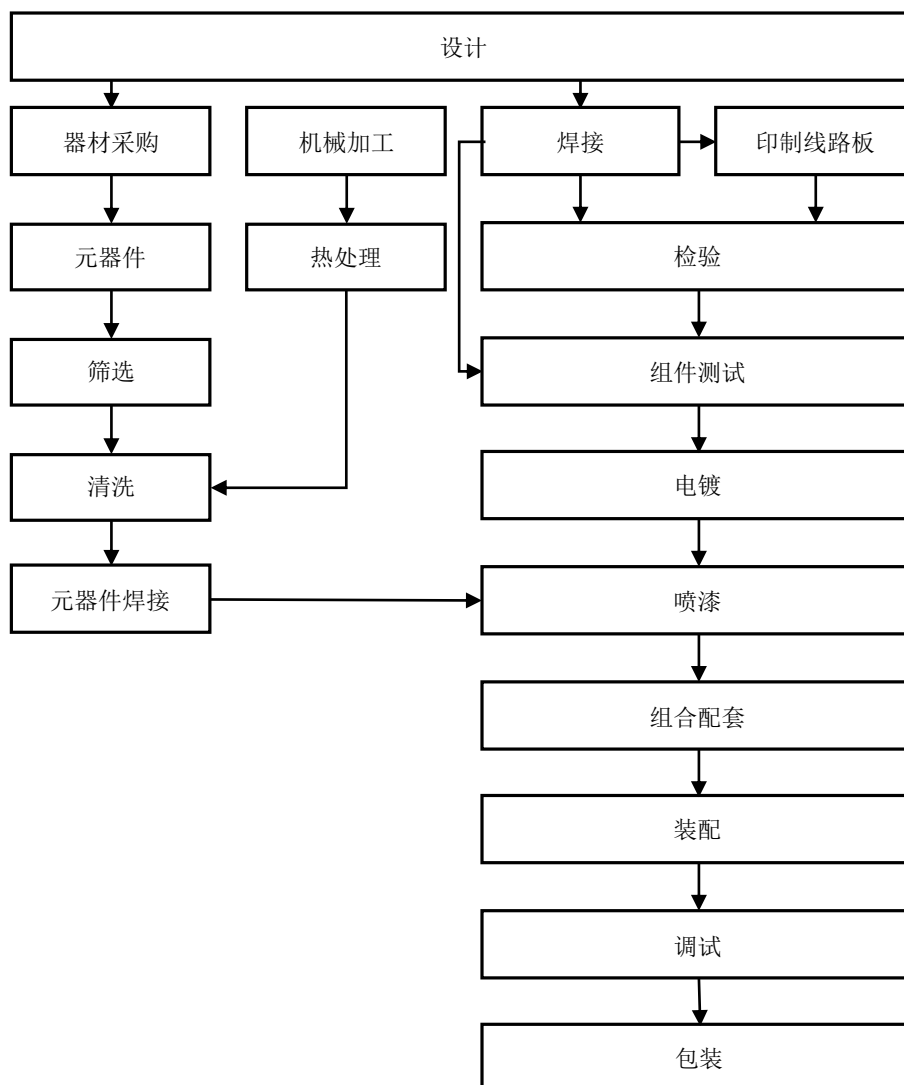 设计
器材采购
机械加工
焊接
印制线路板
元器件
热处理
检验
筛选
组件测试
清洗
电镀
元器件焊接
喷漆
组合配套
装配
调试
包装